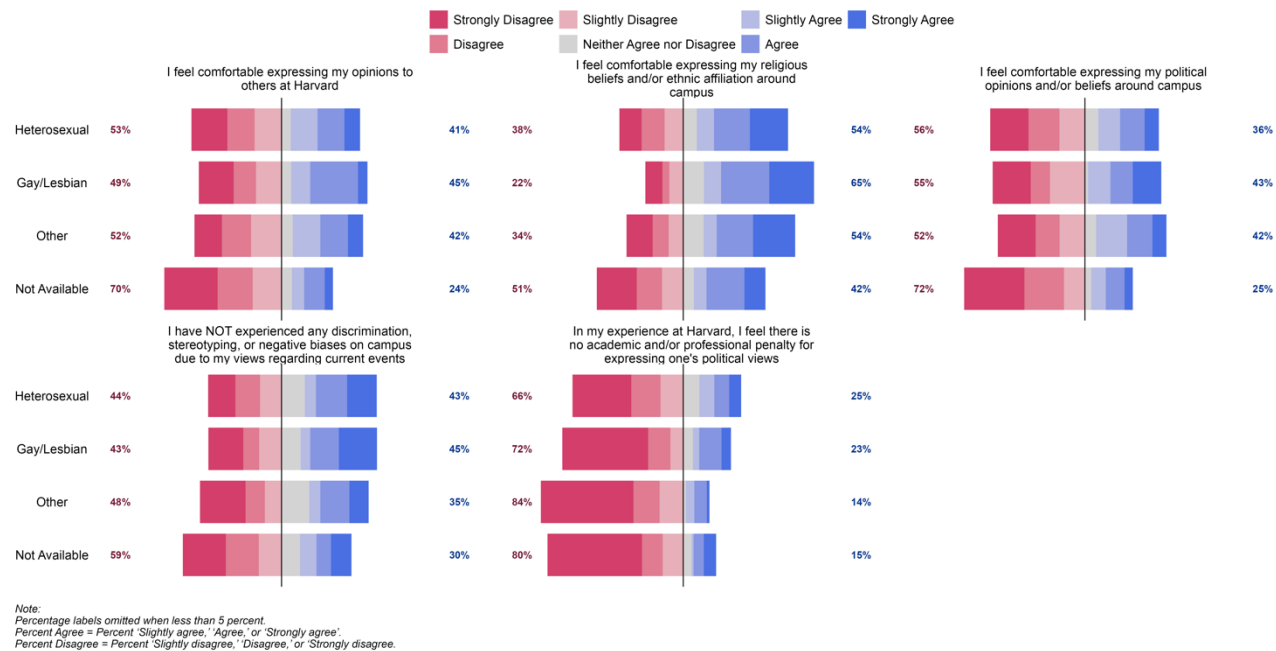 Strongly Disagree Slightly Disagree Slightly Agree Strongly Agree
Disagree Neither Agree nor Disagree Agree
I feel comfortable expressing my opinions to
others at Harvard
I feel comfortable expressing my religious
beliefs and/or ethnic affiliation around
campus
I feel comfortable expressing my political
opinions and/or beliefs around campus
Heterosexual 53% 41% 38% 54% 56% 36%
Gay/Lesbian 49% 45% 22% 65% 55% 43%
Other 52% 42% 34% 54% 52% 42%
Not Available 70% 24% 51% 42% 72% 25%
I have NOT experienced any discrimination,
stereotyping, or negative biases on campus
due to my views regarding current events
In my experience at Harvard, I feel there is
no academic and/or professional penalty for
expressing one's political views
Heterosexual 44% 43% 66% 25%
Gay/Lesbian 43% 45% 72% 23%
Other 48% 35% 84% 14%
Not Available 59% 30% 80% 15%
Note:
Percentage labels omitted when less than 5 percent.
Percent Agree = Percent ‘Slightly agree,’ ‘Agree,’ or ‘Strongly agree’.
Percent Disagree = Percent ‘Slightly disagree,’ ‘Disagree,’ or ‘Strongly disagree.